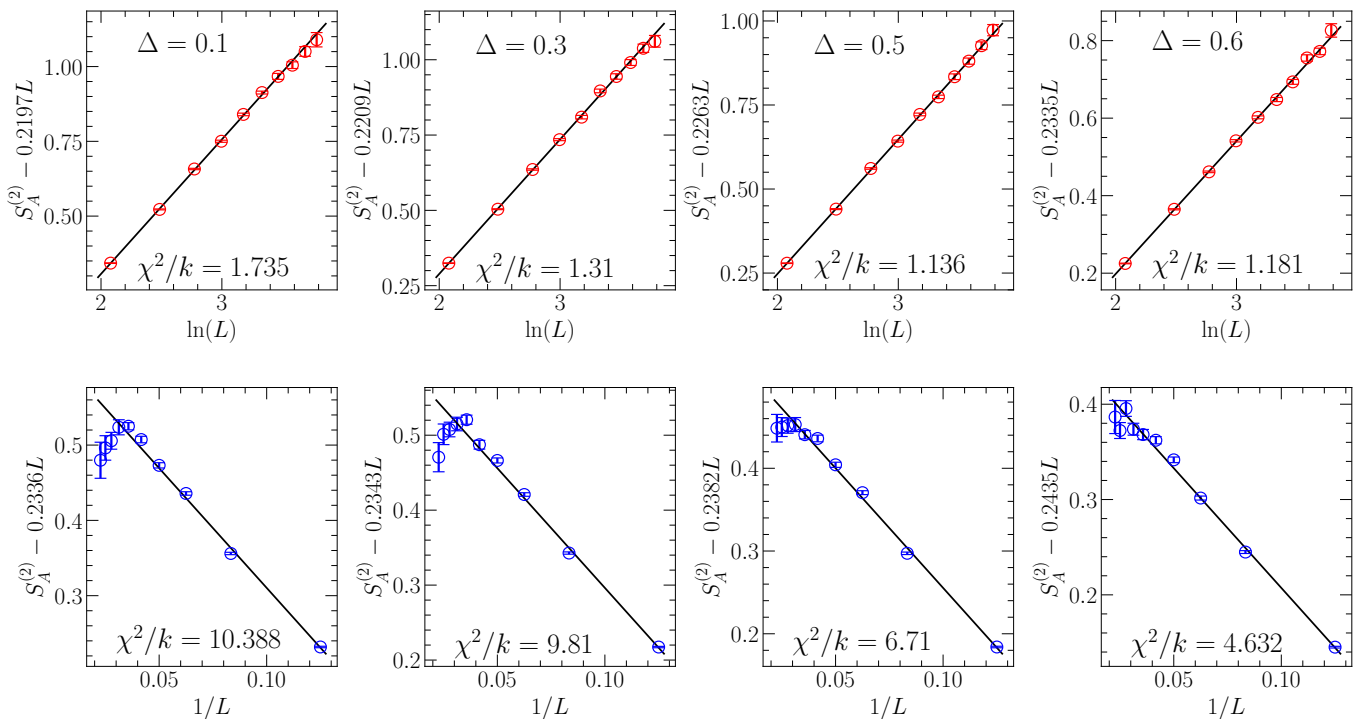 Δ = 0.1
1.00
0.75
0.50
S_A^{(2)} − 0.2197L
χ²/k = 1.735
2
3
ln(L)
Δ = 0.3
1.00
0.75
0.50
0.25
S_A^{(2)} − 0.2209L
χ²/k = 1.31
2
3
ln(L)
Δ = 0.5
1.00
0.75
0.50
0.25
S_A^{(2)} − 0.2263L
χ²/k = 1.136
2
3
ln(L)
Δ = 0.6
0.8
0.6
0.4
0.2
S_A^{(2)} − 0.2335L
χ²/k = 1.181
2
3
ln(L)
0.5
0.4
0.3
S_A^{(2)} − 0.2336L
χ²/k = 10.388
0.05
0.10
1/L
0.5
0.4
0.3
0.2
S_A^{(2)} − 0.2343L
χ²/k = 9.81
0.05
0.10
1/L
0.4
0.3
0.2
S_A^{(2)} − 0.2382L
χ²/k = 6.71
0.05
0.10
1/L
0.4
0.3
0.2
S_A^{(2)} − 0.2435L
χ²/k = 4.632
0.05
0.10
1/L